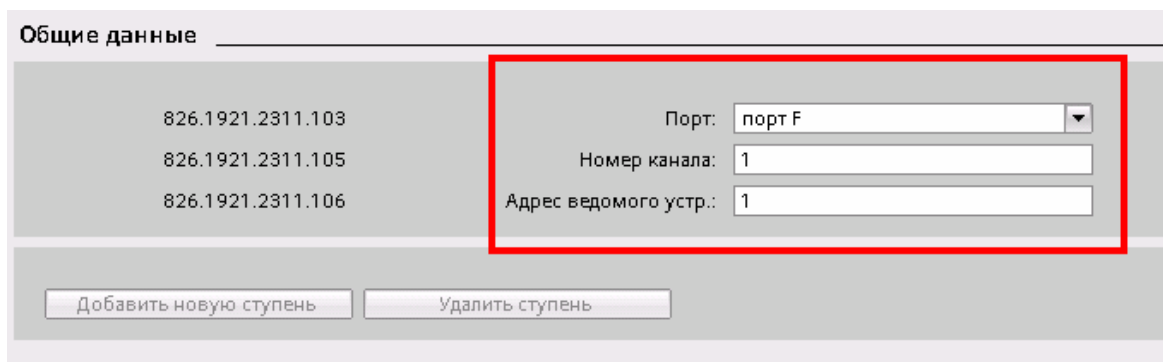 Общие данные
826.1921.2311.103 Порт: порт F
826.1921.2311.105 Номер канала: 1
826.1921.2311.106 Адрес ведомого устр.: 1
Добавить новую ступень Удалить ступень